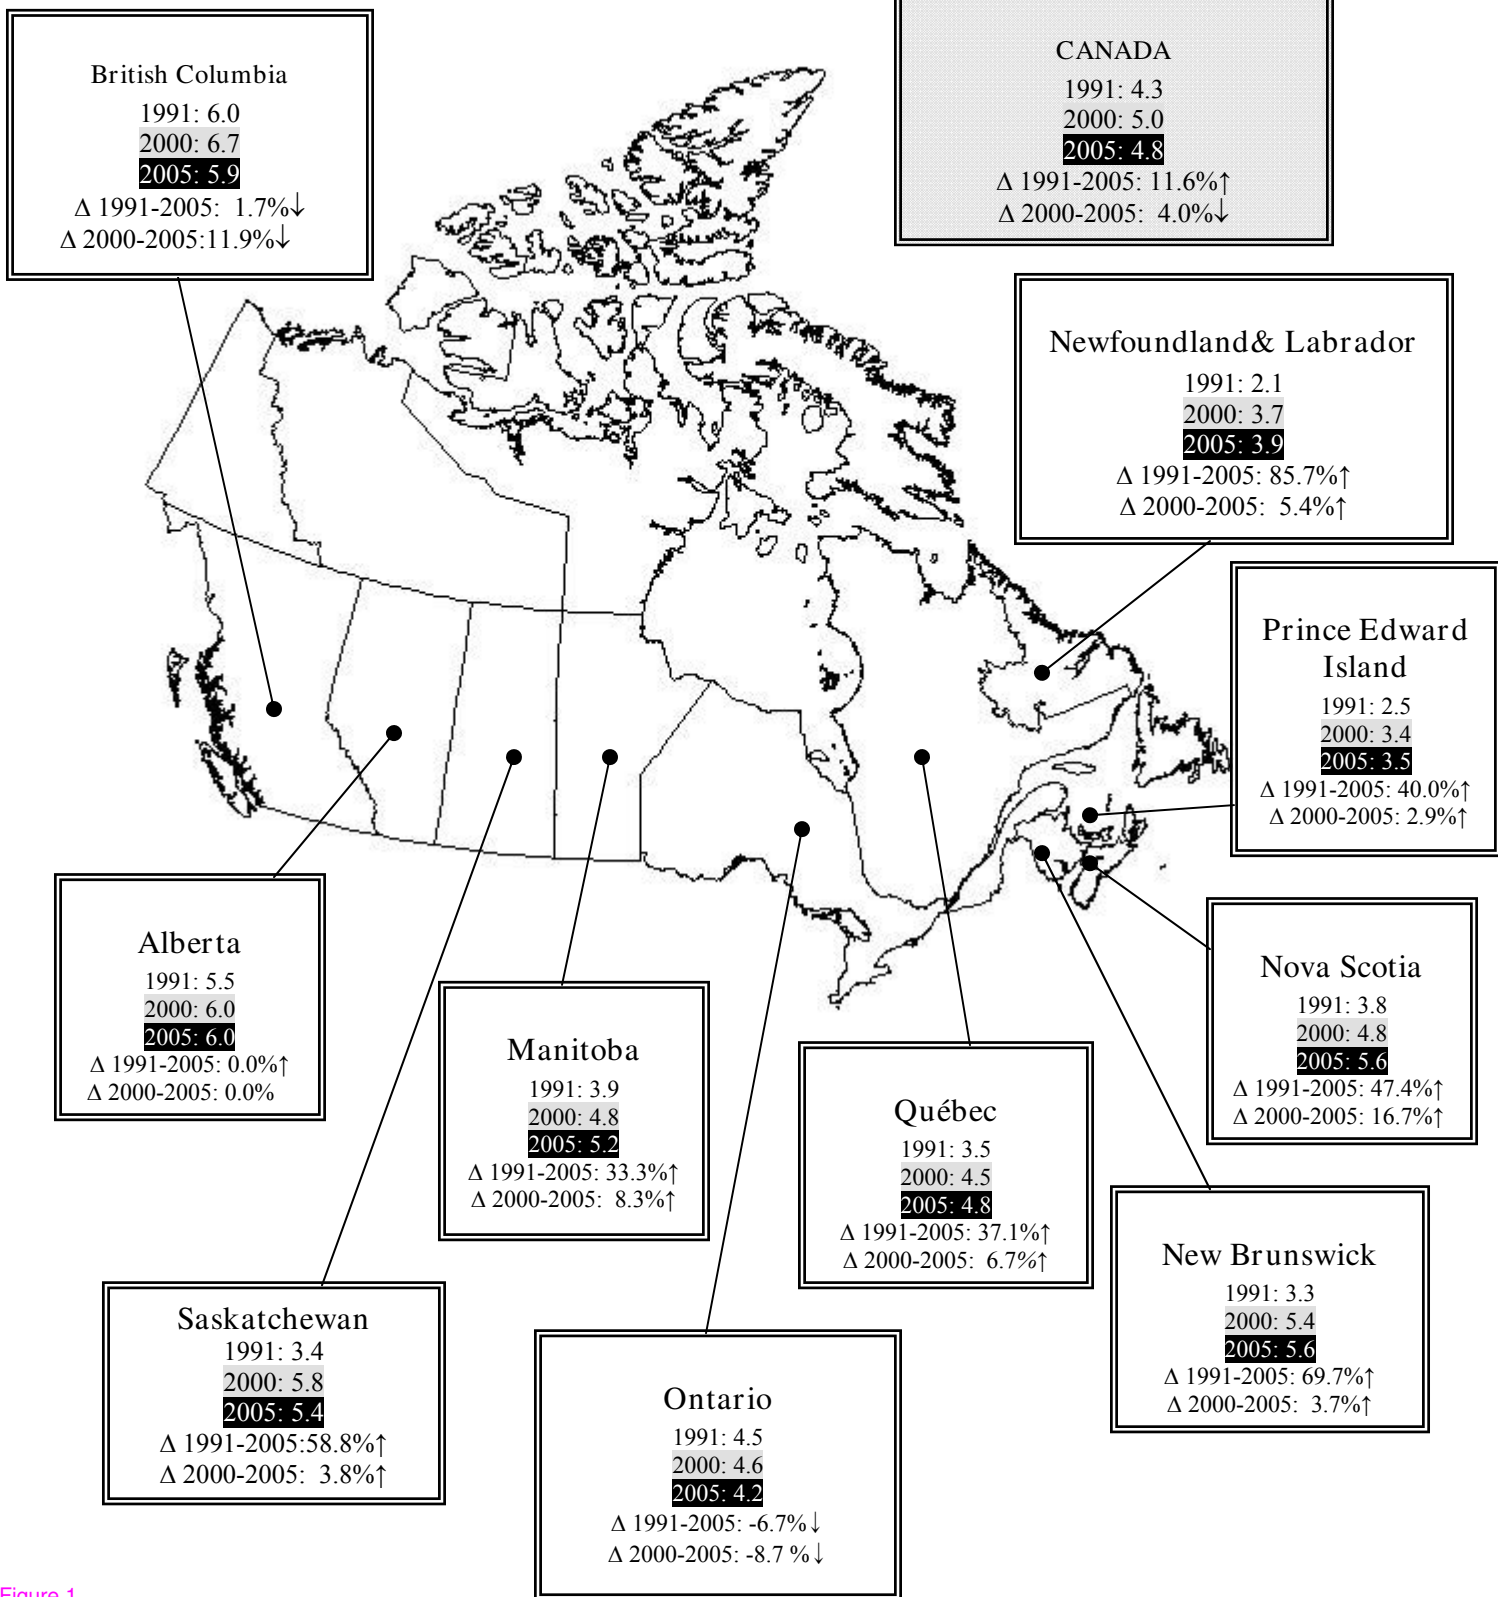 British Columbia
1991: 6.0
2000: 6.7
2005: 5.9
Δ 1991-2005: 1.7%↓
Δ 2000-2005:11.9%↓
CANADA
1991: 4.3
2000: 5.0
2005: 4.8
Δ 1991-2005: 11.6%↑
Δ 2000-2005: 4.0%↓
Newfoundland& Labrador
1991: 2.1
2000: 3.7
2005: 3.9
Δ 1991-2005: 85.7%↑
Δ 2000-2005: 5.4%↑
Prince Edward
Island
1991: 2.5
2000: 3.4
2005: 3.5
Δ 1991-2005: 40.0%↑
Δ 2000-2005: 2.9%↑
Alberta
1991: 5.5
2000: 6.0
2005: 6.0
Δ 1991-2005: 0.0%↑
Δ 2000-2005: 0.0%
Manitoba
1991: 3.9
2000: 4.8
2005: 5.2
Δ 1991-2005: 33.3%↑
Δ 2000-2005: 8.3%↑
Québec
1991: 3.5
2000: 4.5
2005: 4.8
Δ 1991-2005: 37.1%↑
Δ 2000-2005: 6.7%↑
Nova Scotia
1991: 3.8
2000: 4.8
2005: 5.6
Δ 1991-2005: 47.4%↑
Δ 2000-2005: 16.7%↑
New Brunswick
1991: 3.3
2000: 5.4
2005: 5.6
Δ 1991-2005: 69.7%↑
Δ 2000-2005: 3.7%↑
Saskatchewan
1991: 3.4
2000: 5.8
2005: 5.4
Δ 1991-2005:58.8%↑
Δ 2000-2005: 3.8%↑
Ontario
1991: 4.5
2000: 4.6
2005: 4.2
Δ 1991-2005: -6.7%↓
Δ 2000-2005: -8.7 %↓
Figure 1